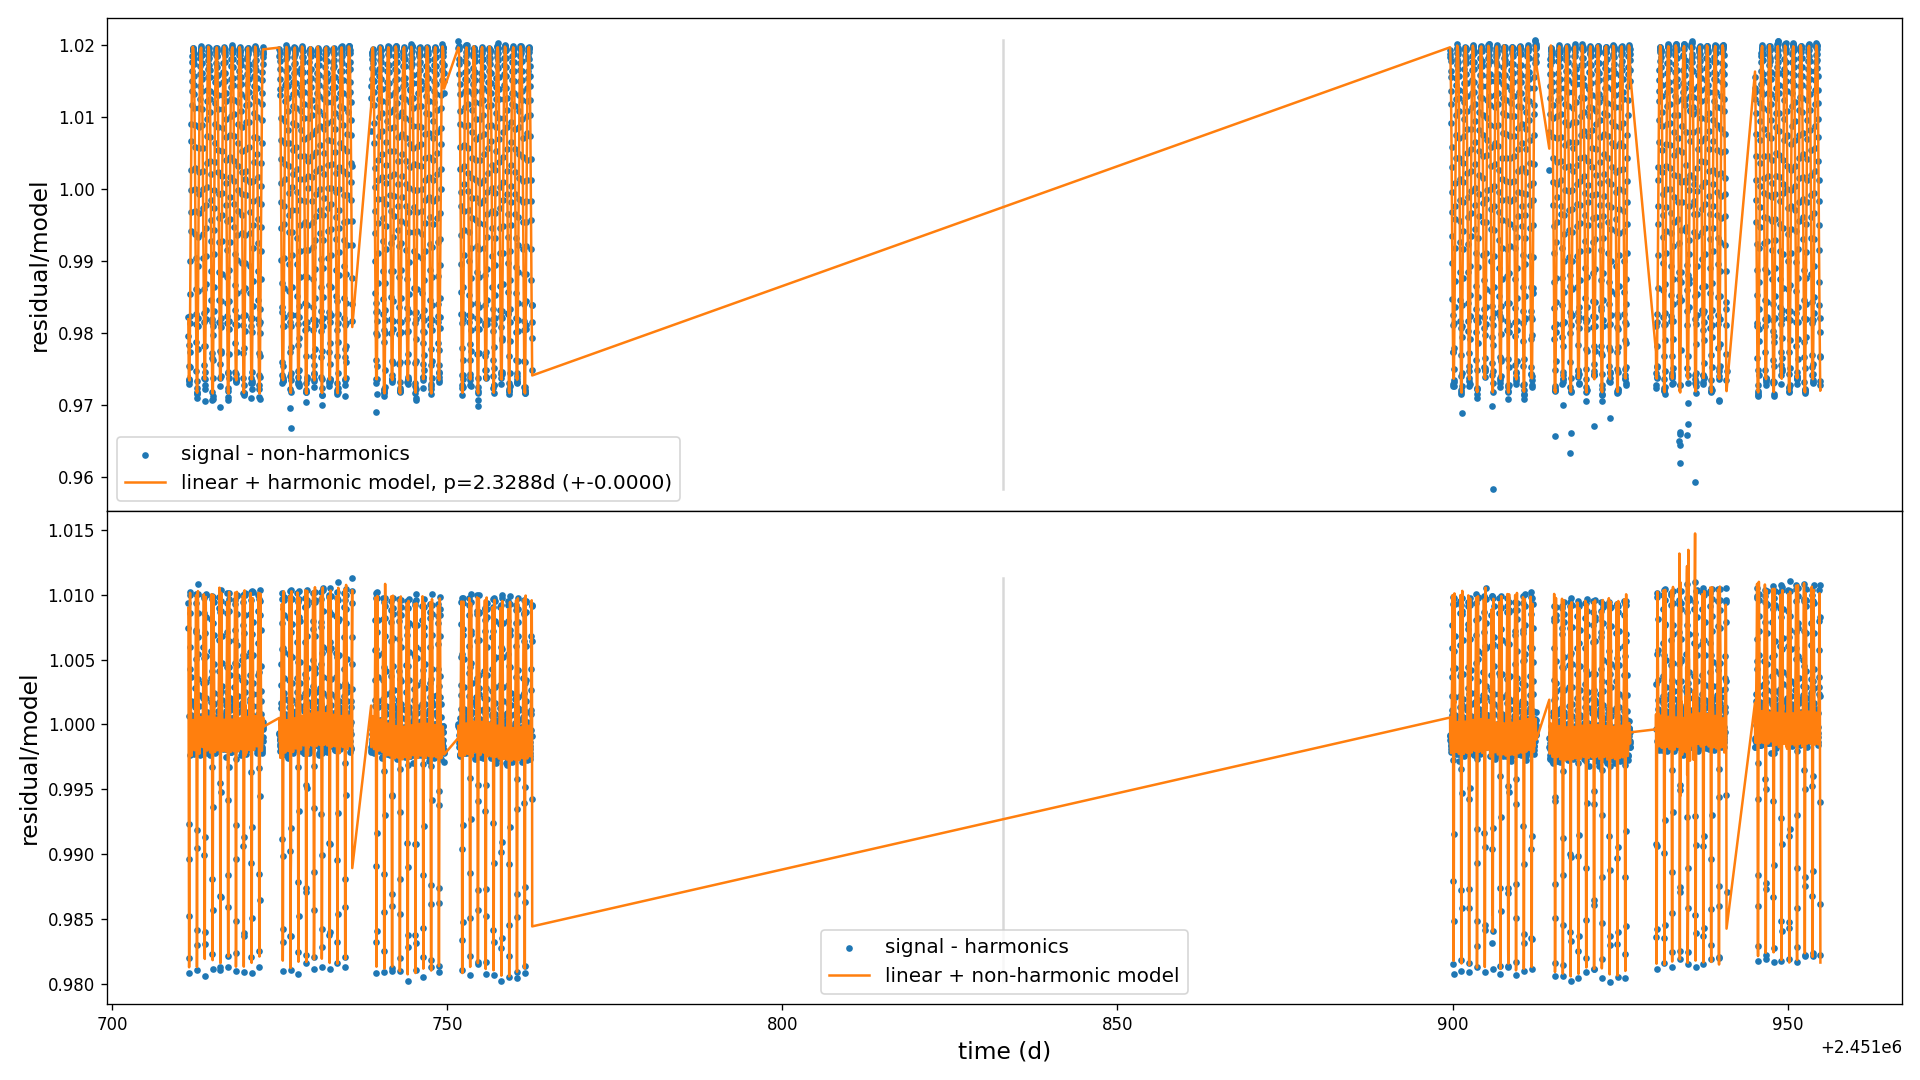 1.02
1.01
1.00
0.99
0.98
0.97
0.96
residual/model
signal - non-harmonics
linear + harmonic model, p=2.3288d (+-0.0000)
1.015
1.010
1.005
1.000
0.995
0.990
0.985
0.980
residual/model
signal - harmonics
linear + non-harmonic model
700 750 800 850 900 950
time (d)
+2.451e6